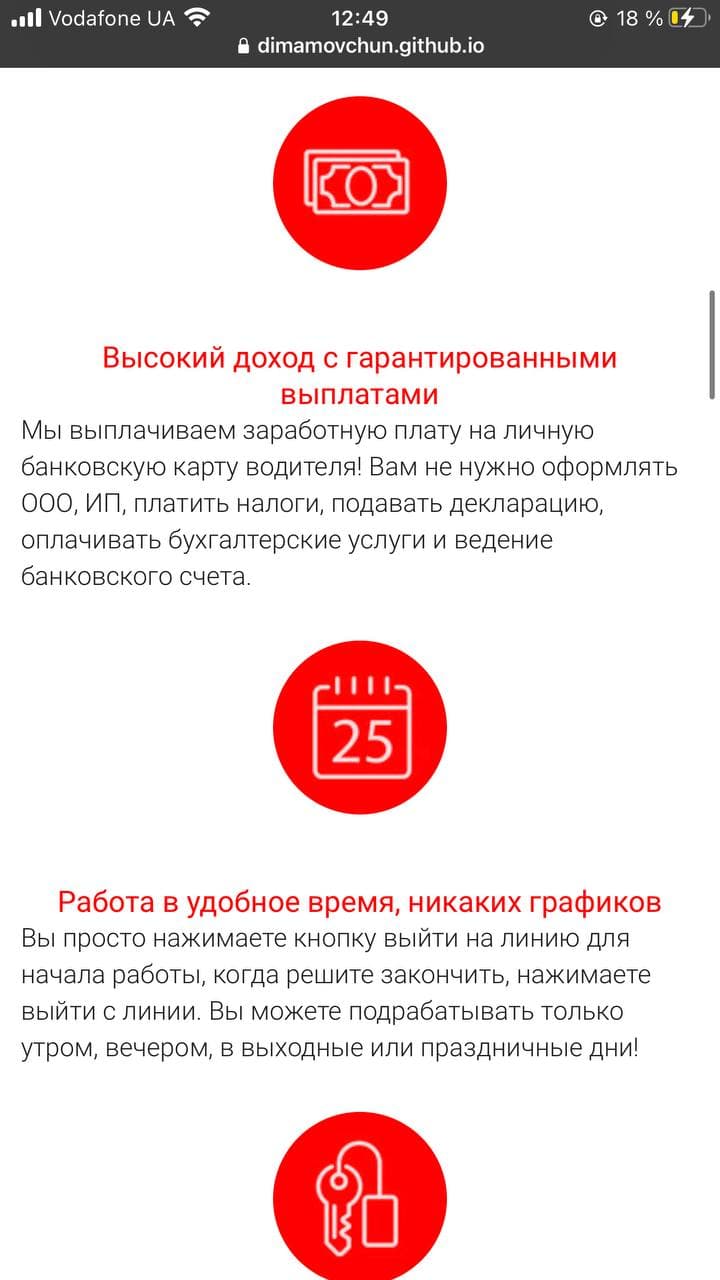 Vodafone UA 12:49 18 %
dimamovchun.github.io
Высокий доход с гарантированными
выплатами
Мы выплачиваем заработную плату на личную
банковскую карту водителя! Вам не нужно оформлять
ООО, ИП, платить налоги, подавать декларацию,
оплачивать бухгалтерские услуги и ведение
банковского счета.
25
Работа в удобное время, никаких графиков
Вы просто нажимаете кнопку выйти на линию для
начала работы, когда решите закончить, нажимаете
выйти с линии. Вы можете подрабатывать только
утром, вечером, в выходные или праздничные дни!